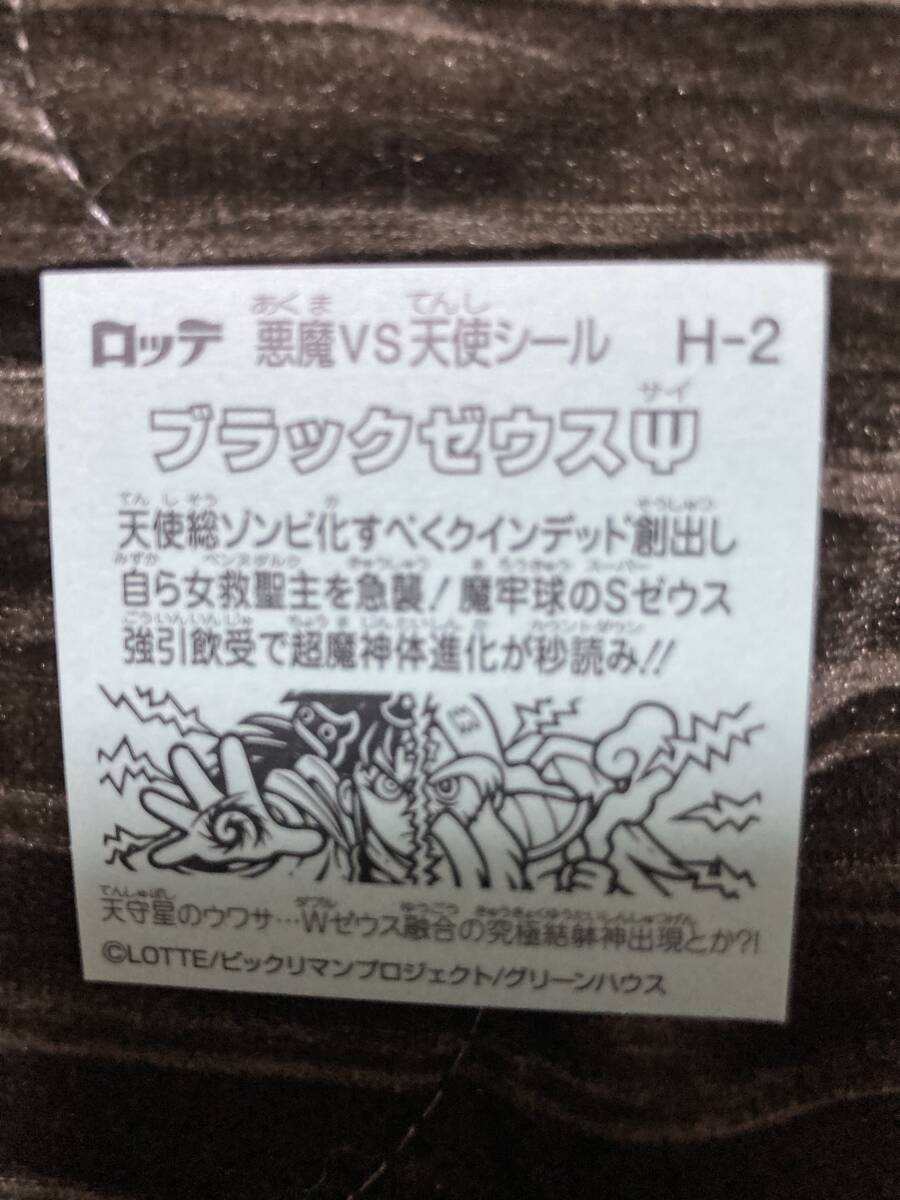 ロッテ 悪魔VS天使シール H-2
ブラックゼウスΨ
天使総ゾンビ化すべくクインデッド創出し
自ら女救聖主を急襲!魔牢球のSゼウス
強引飲受で超魔神体進化が秒読み!!
天守星のウワサ…Wゼウス融合の究極結躰神出現とか?!
©LOTTE/ビックリマンプロジェクト/グリーンハウス